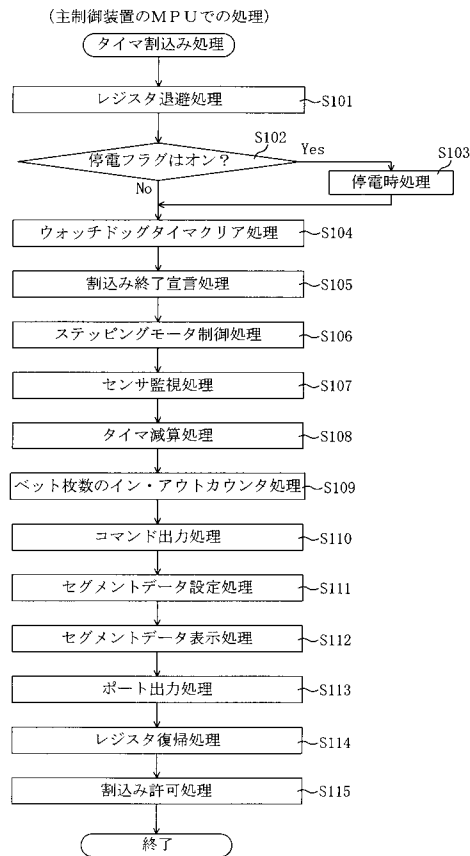 (主制御装置のMPUでの処理)
タイマ割込み処理
レジスタ退避処理
S101
S102
停電フラグはオン？
Yes
S103
停電時処理
No
ウォッチドッグタイマクリア処理
S104
割込み終了宣言処理
S105
ステッピングモータ制御処理
S106
センサ監視処理
S107
タイマ減算処理
S108
ベット枚数のイン・アウトカウンタ処理
S109
コマンド出力処理
S110
セグメントデータ設定処理
S111
セグメントデータ表示処理
S112
ポート出力処理
S113
レジスタ復帰処理
S114
割込み許可処理
S115
終了